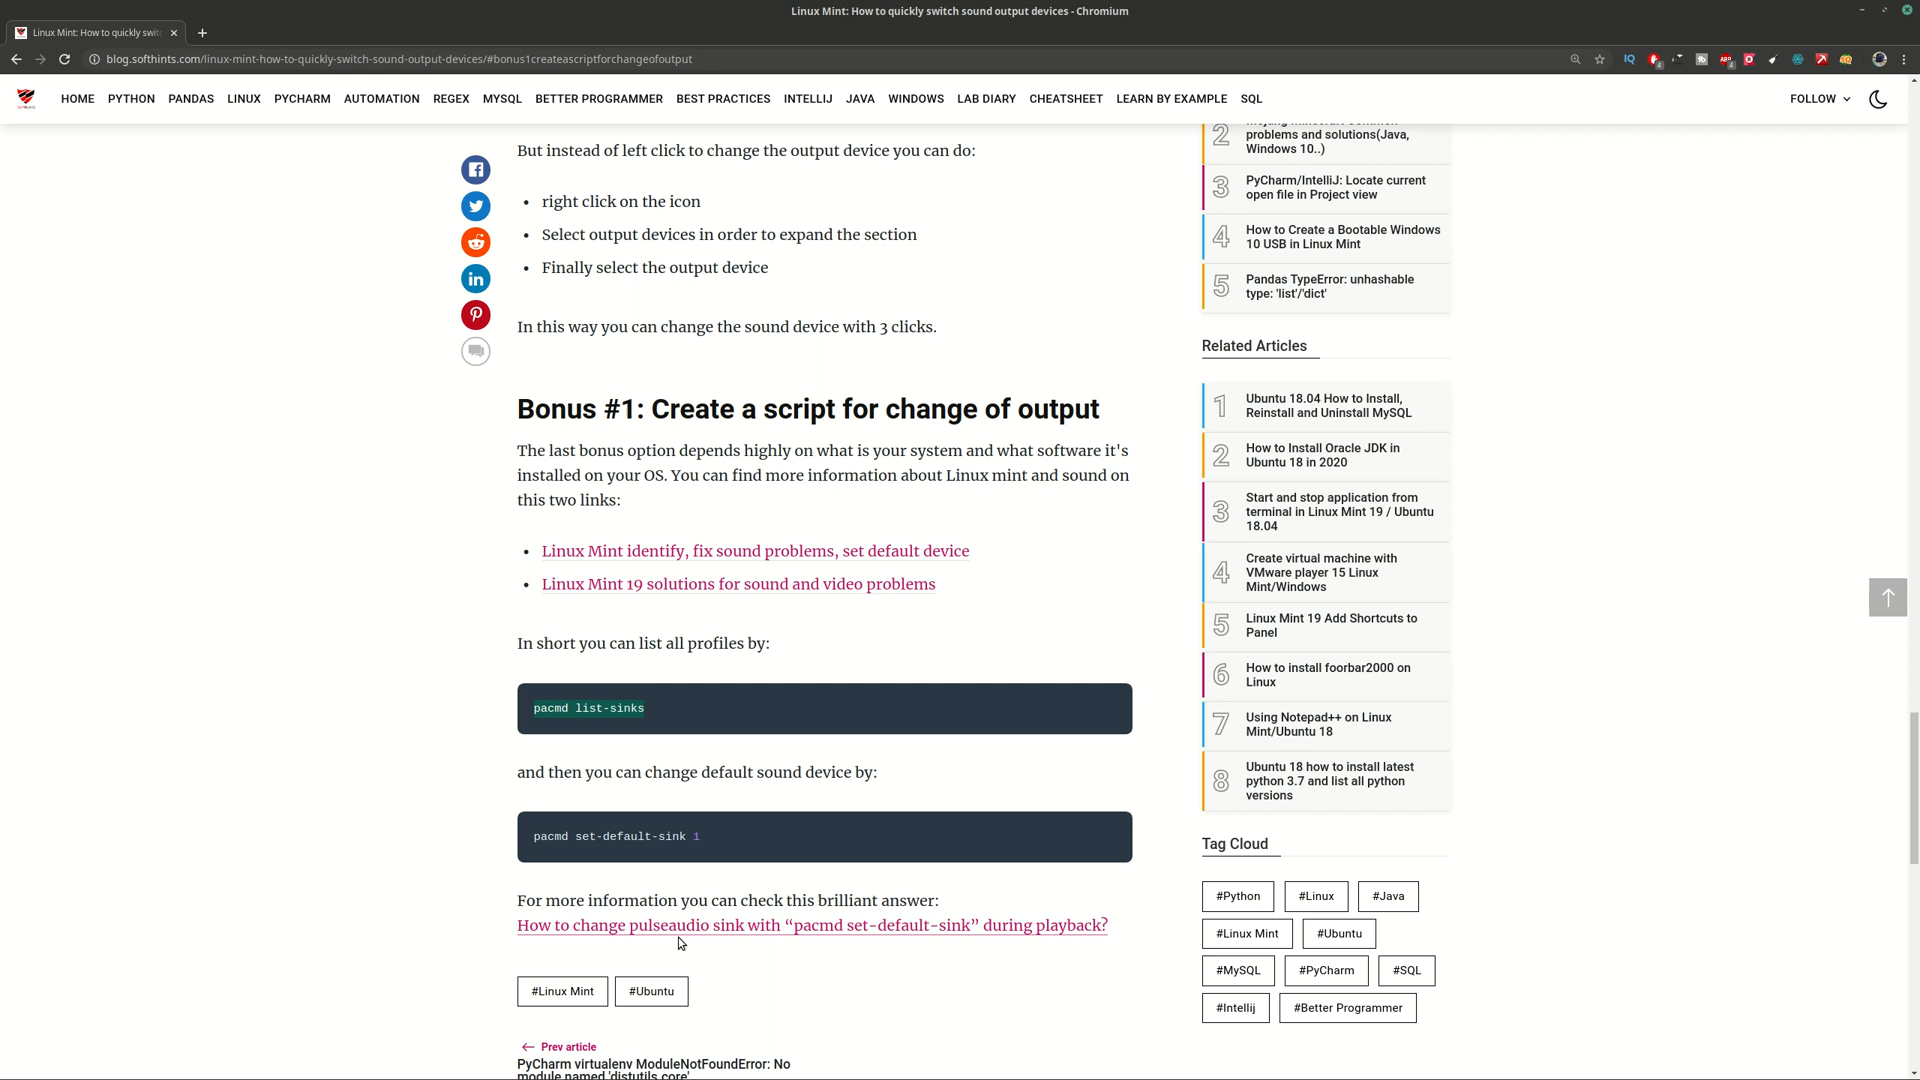 Linux Mint: How to quickly switch sound output devices - Chromium
Linux Mint: How to quickly swit
blog.softhints.com/linux-mint-how-to-quickly-switch-sound-output-devices/#bonus1createascriptforchangeofoutput
HOME PYTHON PANDAS LINUX PYCHARM AUTOMATION REGEX MYSQL BETTER PROGRAMMER BEST PRACTICES INTELLIJ JAVA WINDOWS LAB DIARY CHEATSHEET LEARN BY EXAMPLE SQL FOLLOW
But instead of left click to change the output device you can do:
• right click on the icon
• Select output devices in order to expand the section
• Finally select the output device
In this way you can change the sound device with 3 clicks.
Bonus #1: Create a script for change of output
The last bonus option depends highly on what is your system and what software it's
installed on your OS. You can find more information about Linux mint and sound on
this two links:
• Linux Mint identify, fix sound problems, set default device
• Linux Mint 19 solutions for sound and video problems
In short you can list all profiles by:
pacmd list-sinks
and then you can change default sound device by:
pacmd set-default-sink 1
For more information you can check this brilliant answer:
How to change pulseaudio sink with “pacmd set-default-sink” during playback?
#Linux Mint #Ubuntu
← Prev article
PyCharm virtualenv ModuleNotFoundError: No
module named 'distutils.core'
2
problems and solutions(Java,
Windows 10..)
3 PyCharm/IntelliJ: Locate current
open file in Project view
4 How to Create a Bootable Windows
10 USB in Linux Mint
5 Pandas TypeError: unhashable
type: 'list'/'dict'
Related Articles
1 Ubuntu 18.04 How to Install,
Reinstall and Uninstall MySQL
2 How to Install Oracle JDK in
Ubuntu 18 in 2020
3 Start and stop application from
terminal in Linux Mint 19 / Ubuntu
18.04
4 Create virtual machine with
VMware player 15 Linux
Mint/Windows
5 Linux Mint 19 Add Shortcuts to
Panel
6 How to install foorbar2000 on
Linux
7 Using Notepad++ on Linux
Mint/Ubuntu 18
8 Ubuntu 18 how to install latest
python 3.7 and list all python
versions
Tag Cloud
#Python #Linux #Java
#Linux Mint #Ubuntu
#MySQL #PyCharm #SQL
#Intellij #Better Programmer